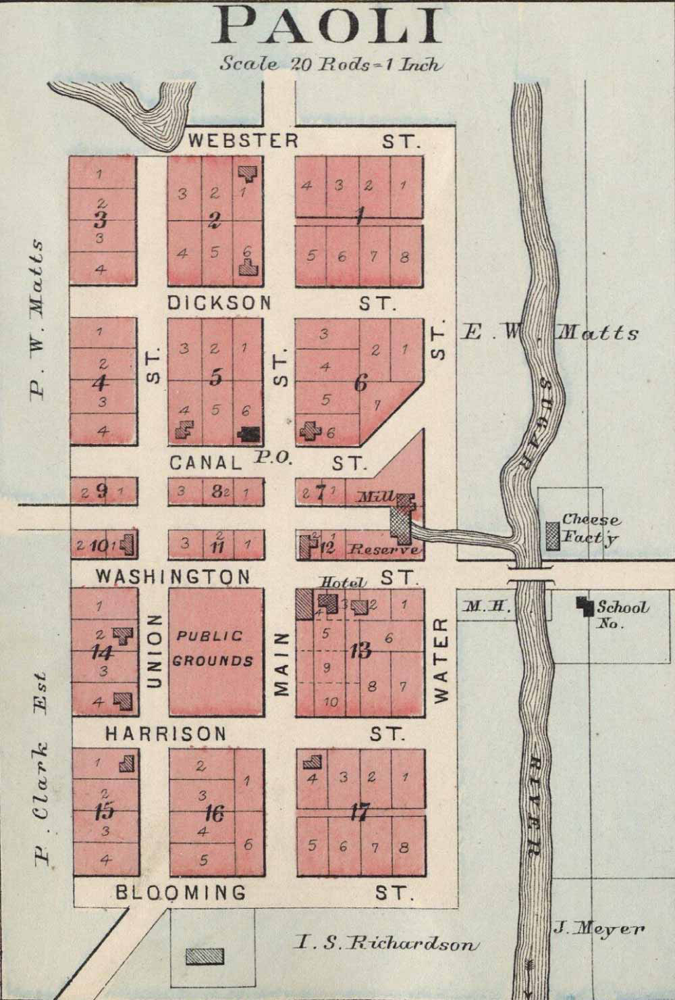 PAOLI
Scale 20 Rods=1 Inch
WEBSTER ST.
1
2
3
3
4
3 2 1
2
4 5 6
4 3 2 1
1
5 6 7 8
P. W. Matts
DICKSON ST.
E. W. Matts
1
2
4
3
4
ST.
3 2 1
5
4 5 6
ST.
3
2 1
4
6
5
7
6
ST.
SUGAR
CANAL P.O. ST.
2 9 1
3 8 2 1
2 7 1
Mill
Cheese
Fact'y
2 10 1
3 2 1
11
2 1
12 Reserve
WASHINGTON ST.
Hotel
1
2
14
3
4
UNION
PUBLIC
GROUNDS
MAIN
4 3 2 1
5 6
13
9
8 7
10
WATER
M. H.
School
No.
P. Clark Est
HARRISON ST.
1
2
15
3
4
2
1
3
16
4
6
5
4 3 2 1
17
5 6 7 8
RIVER
BLOOMING ST.
I. S. Richardson
J. Meyer